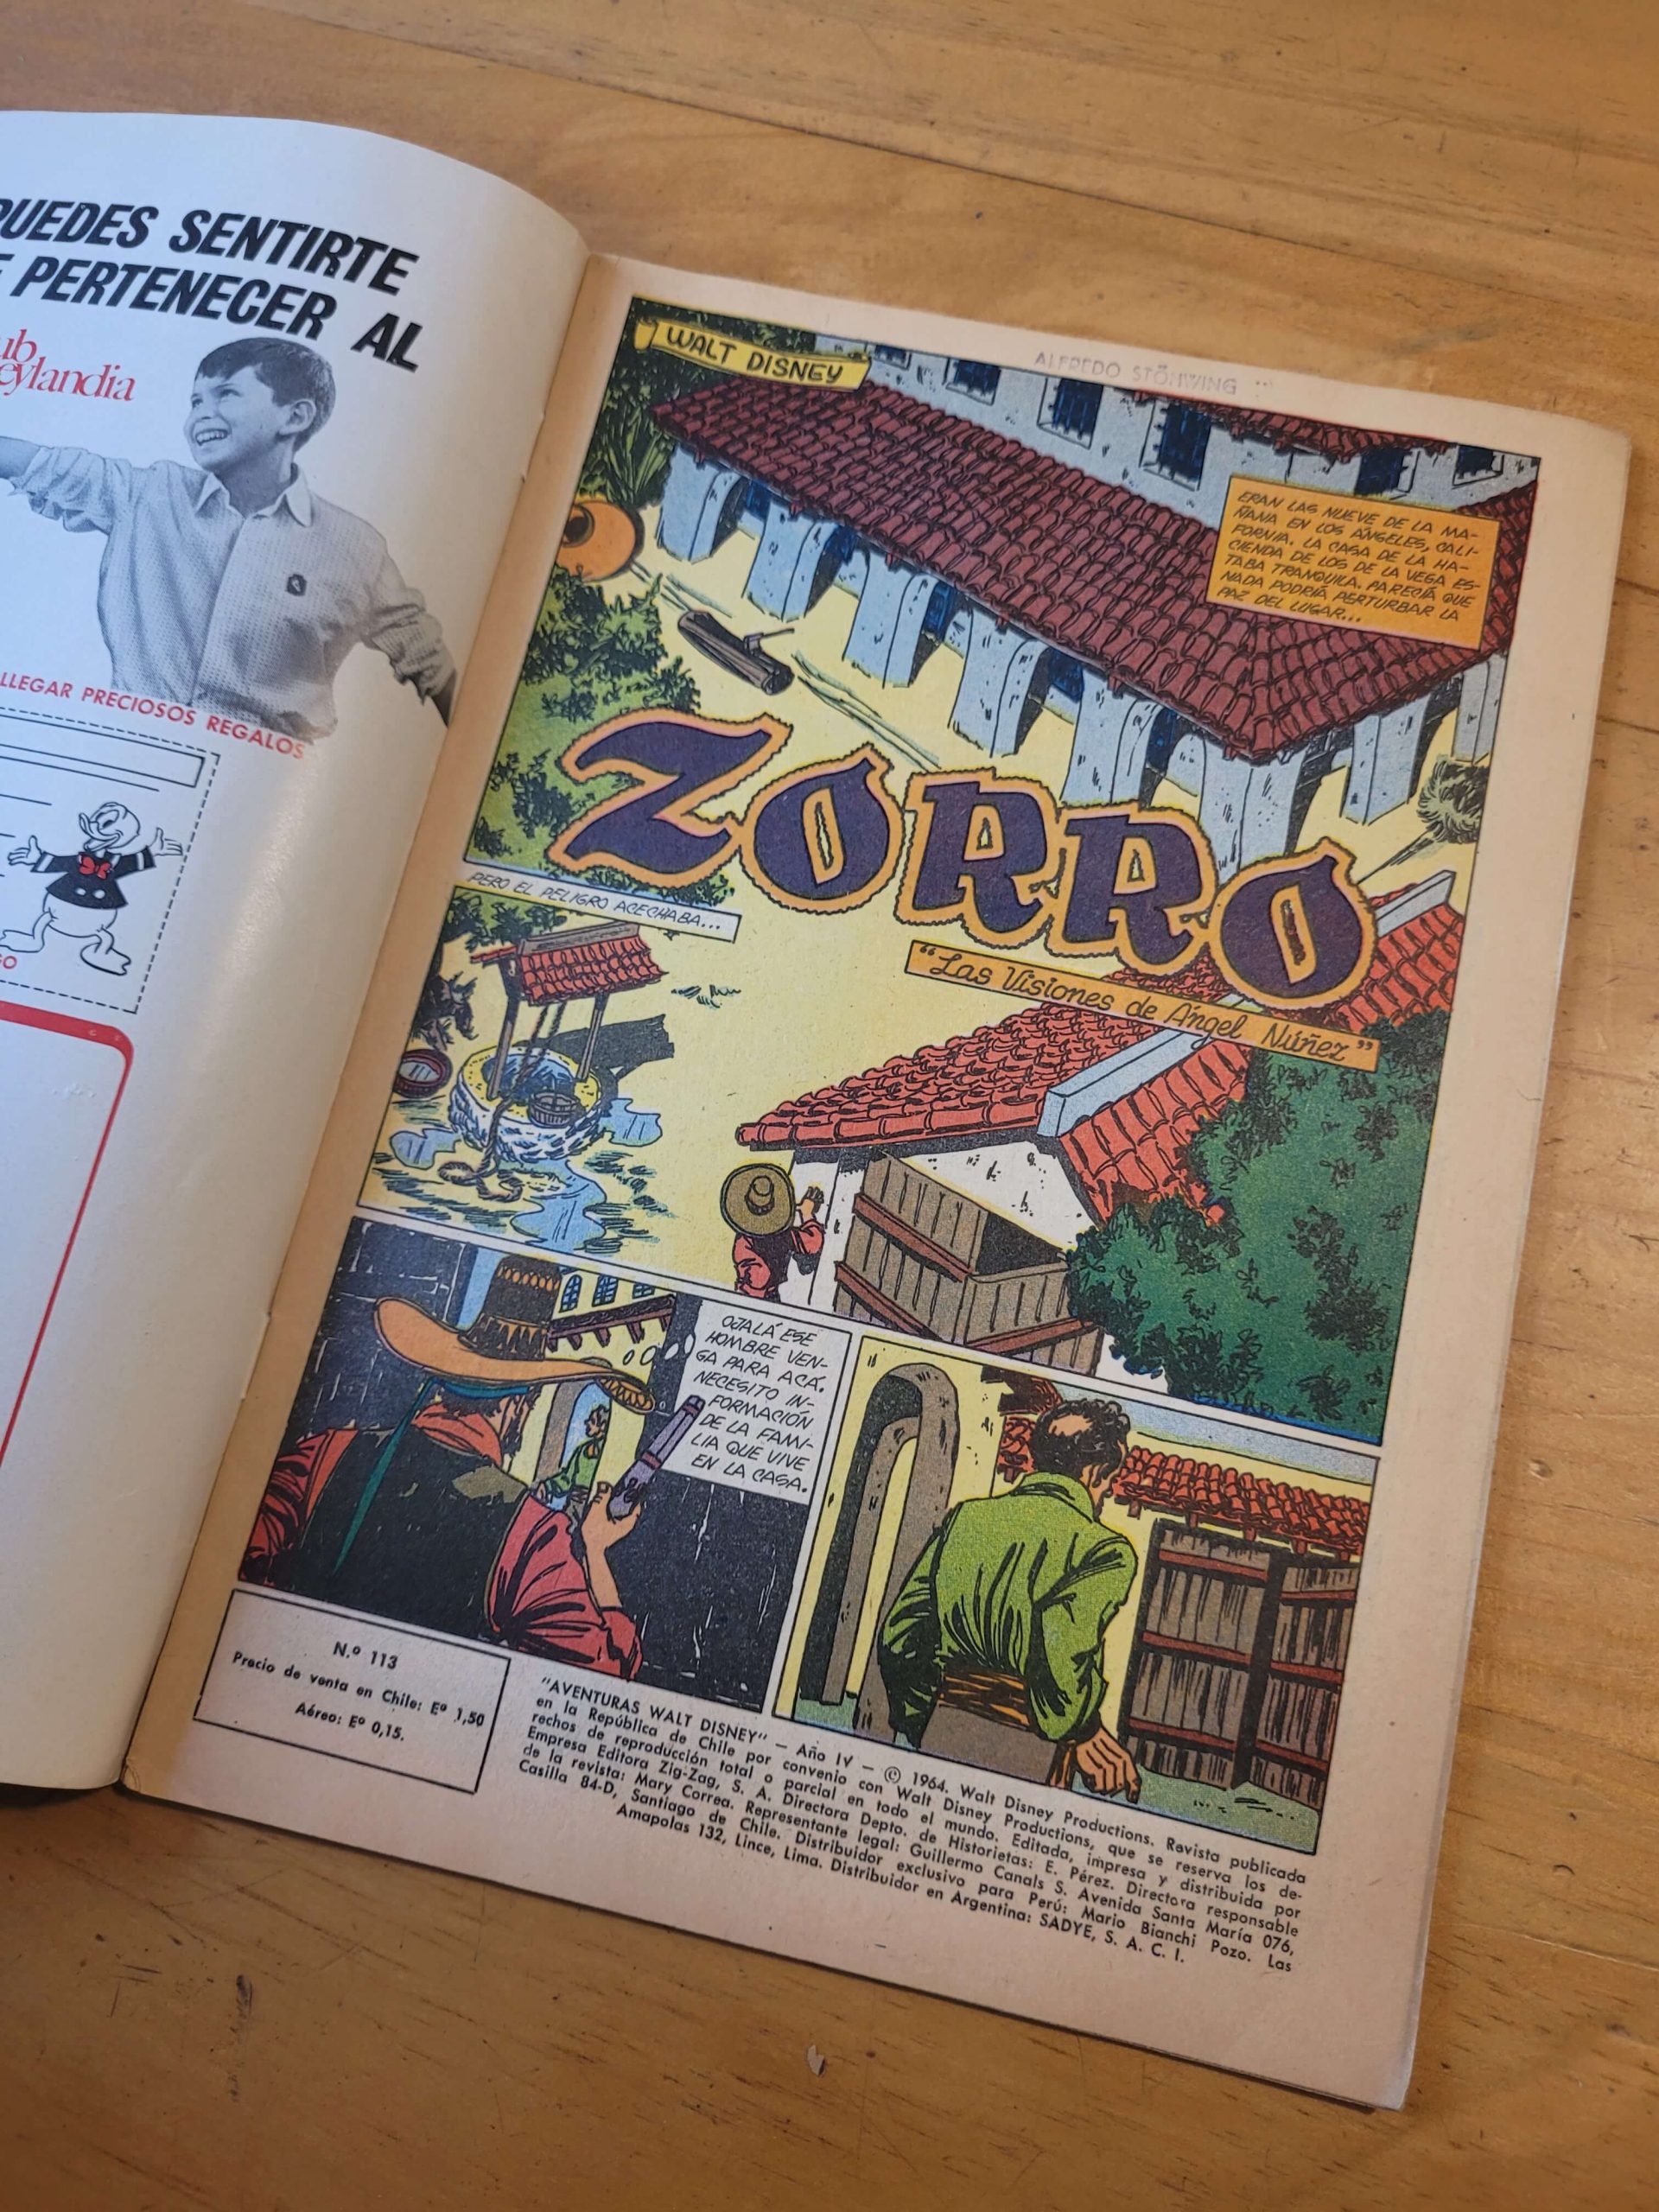 PUEDES SENTIRTE
PERTENECER AL
LLEGAR PRECIOSOS REGALOS
WALT DISNEY
ALFREDO
ERAN LAS NUEVE DE LA MA-
ÑANA EN LOS ÁNGELES, CALI-
FORNIA. LA CASA DE LA HA-
CIENDA DE LOS DE LA VEGA ES-
TABA TRANQUILA. PARECÍA QUE
NADA PODRÍA PERTURBAR LA
PAZ DEL LUGAR...
ZORRO
PERO EL PELIGRO ACECHABA...
"Las Visiones de Ángel Núñez"
OJALÁ ESE
HOMBRE VEN-
GA PARA ACÁ.
NECESITO IN-
FORMACIÓN
DE LA FAMI-
LIA QUE VIVE
EN LA CASA.
N.º 113
Precio de venta en Chile: Eº 1,50
Aéreo: Eº 0,15.
"AVENTURAS WALT DISNEY" — Año IV — © 1964. Walt Disney Productions. Revista publicada
en la República de Chile por convenio con Walt Disney Productions, que se reserva los de-
rechos de reproducción total o parcial en todo el mundo. Editada, impresa y distribuida por
Empresa Editora Zig-Zag, S. A. Directora Depto. de Historietas: E. Pérez. Directora responsable
de la revista: Mary Correa. Representante legal: Guillermo Canals S. Avenida Santa María 076,
Casilla 84-D, Santiago de Chile. Distribuidor exclusivo para Perú: Mario Bianchi Pozo. Las
Amapolas 132, Lince, Lima. Distribuidor en Argentina: SADYE, S. A. C. I.